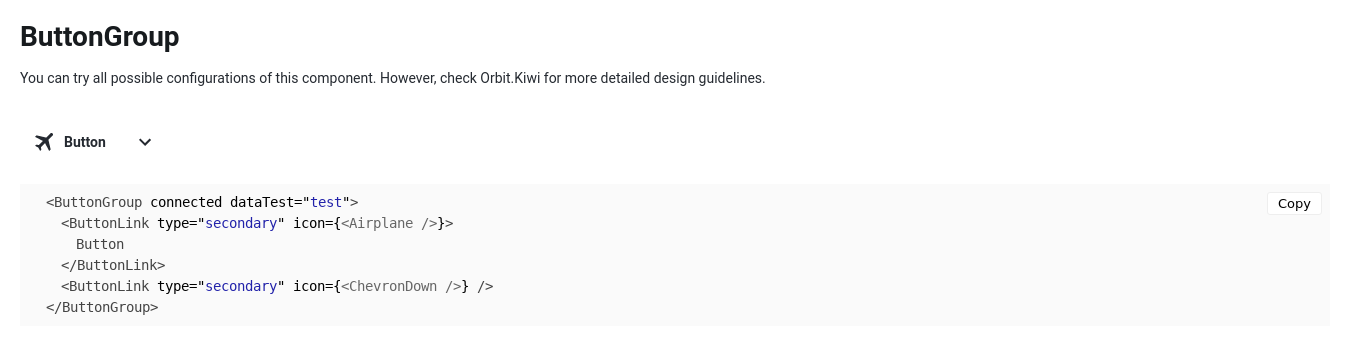 ButtonGroup
You can try all possible configurations of this component. However, check Orbit.Kiwi for more detailed design guidelines.
Button
Copy
<ButtonGroup connected dataTest="test">
  <ButtonLink type="secondary" icon={<Airplane />}>
    Button
  </ButtonLink>
  <ButtonLink type="secondary" icon={<ChevronDown />} />
</ButtonGroup>